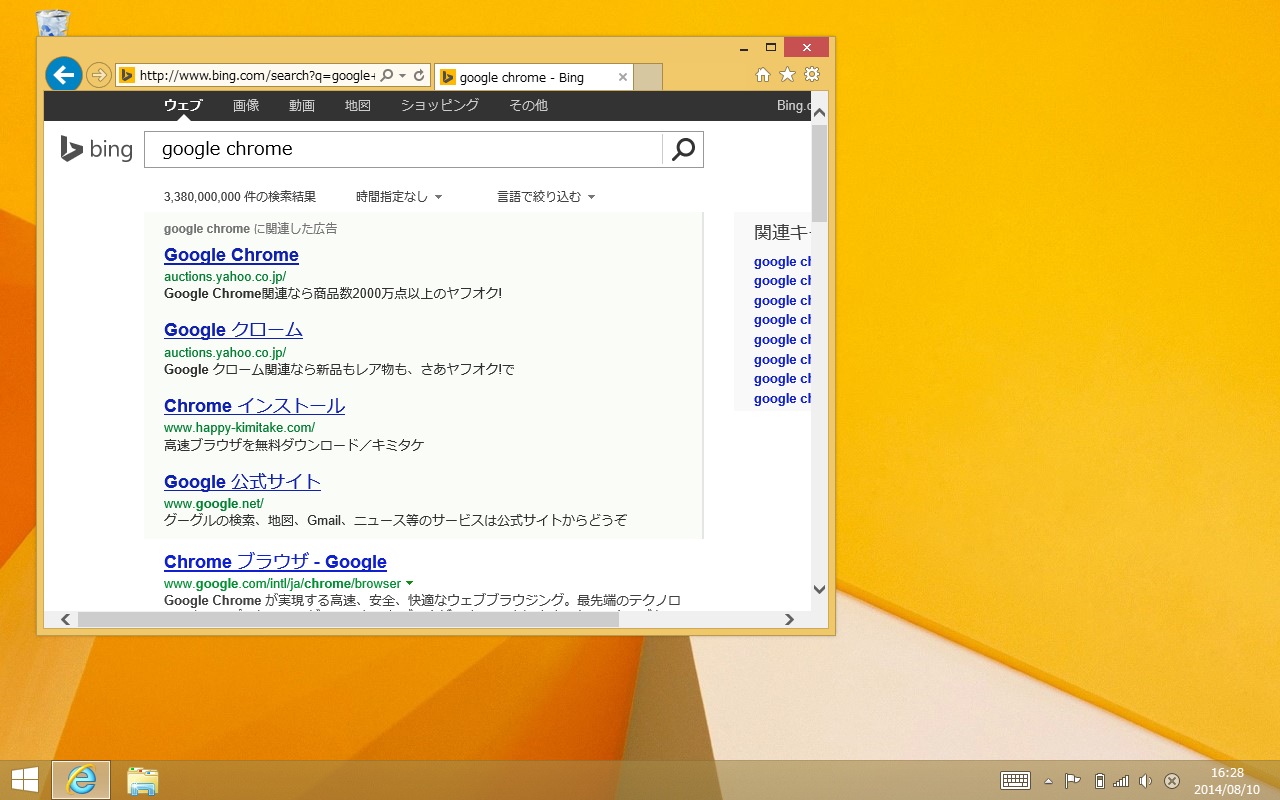 http://www.bing.com/search?q=google+
google chrome - Bing
ウェブ 画像 動画 地図 ショッピング その他
bing
google chrome
3,380,000,000 件の検索結果 時間指定なし 言語で絞り込む
google chrome に関連した広告
Google Chrome
auctions.yahoo.co.jp/
Google Chrome関連なら商品数2000万点以上のヤフオク!
Google クローム
auctions.yahoo.co.jp/
Google クローム関連なら新品もレア物も、さあヤフオク!で
Chrome インストール
www.happy-kimitake.com/
高速ブラウザを無料ダウンロード／キミタケ
Google 公式サイト
www.google.net/
グーグルの検索、地図、Gmail、ニュース等のサービスは公式サイトからどうぞ
Chrome ブラウザ - Google
www.google.com/intl/ja/chrome/browser
Google Chrome が実現する高速、安全、快適なウェブブラウジング。最先端のテクノロ
Bing.c
関連キ
google ch
google ch
google ch
google ch
google ch
google ch
google ch
google ch
16:28
2014/08/10